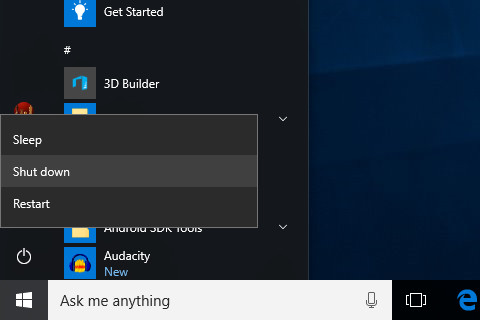 Get Started
#
3D Builder
Sleep
Shut down
Restart
Android SDK Tools
Audacity
New
Ask me anything